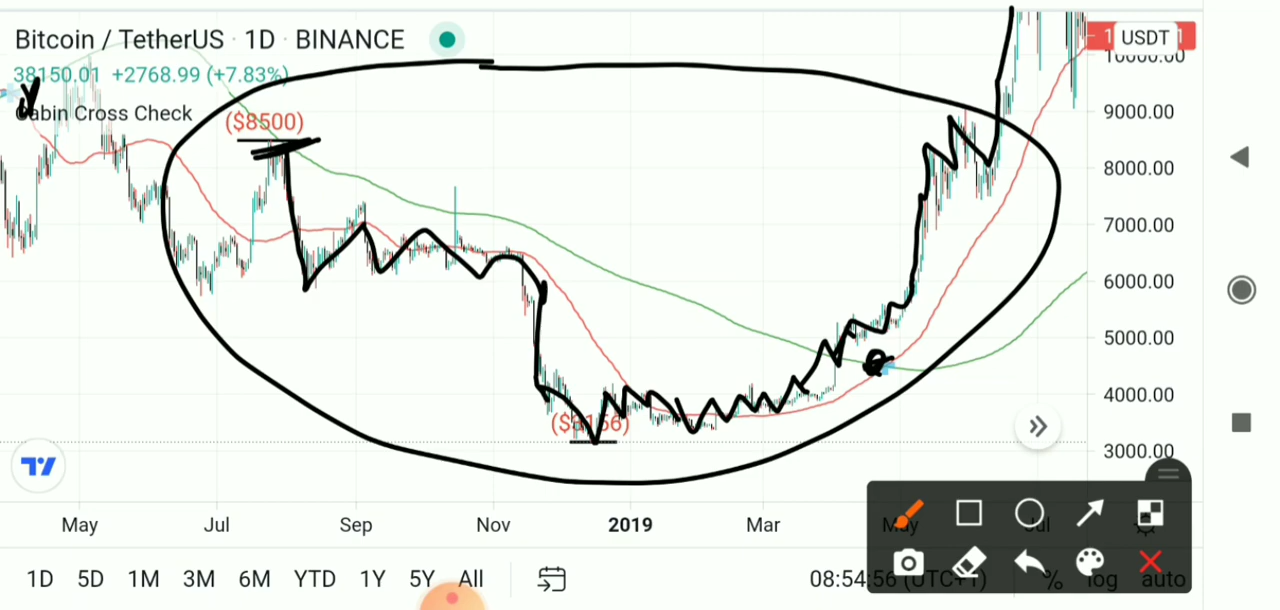 Bitcoin / TetherUS · 1D · BINANCE
USDT
38150.01 +2768.99 (+7.83%)
10000.00
Cabin Cross Check
($8500)
9000.00
8000.00
7000.00
6000.00
5000.00
4000.00
3000.00
May Jul Sep Nov 2019 Mar May Jul
1D 5D 1M 3M 6M YTD 1Y 5Y All
08:54:56 (UTC+1) % log auto